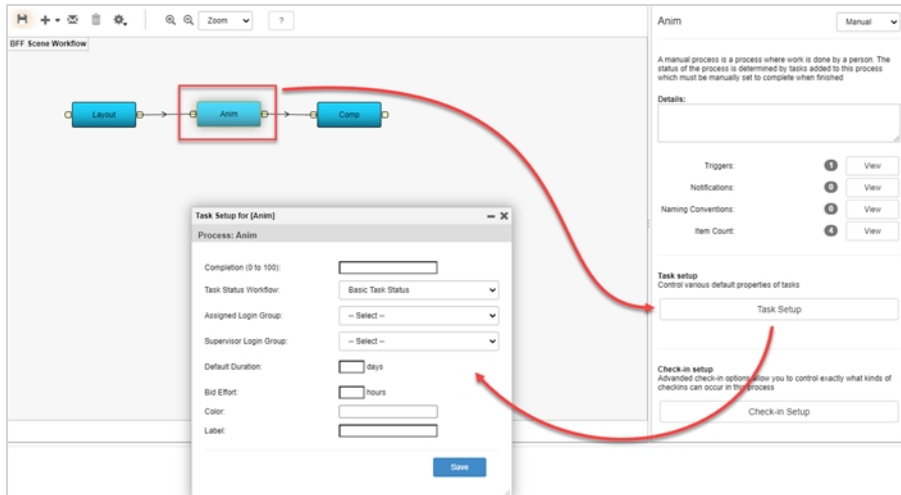 Zoom
?
BFF Scene Workflow
Layout
Anim
Comp
Task Setup for [Anim]
Process: Anim
Completion (0 to 100):
Task Status Workflow:
Basic Task Status
Assigned Login Group:
-- Select --
Supervisor Login Group:
-- Select --
Default Duration:
days
Bid Effort:
hours
Color:
Label:
Save
Anim
Manual
A manual process is a process where work is done by a person. The
status of the process is determined by tasks added to this process
which must be manually set to complete when finished
Details:
Triggers:
1
View
Notifications:
0
View
Naming Conventions:
0
View
Item Count:
4
View
Task setup
Control various default properties of tasks
Task Setup
Check-in setup
Advanded check-in options allow you to control exactly what kinds of
checkins can occur in this process
Check-in Setup